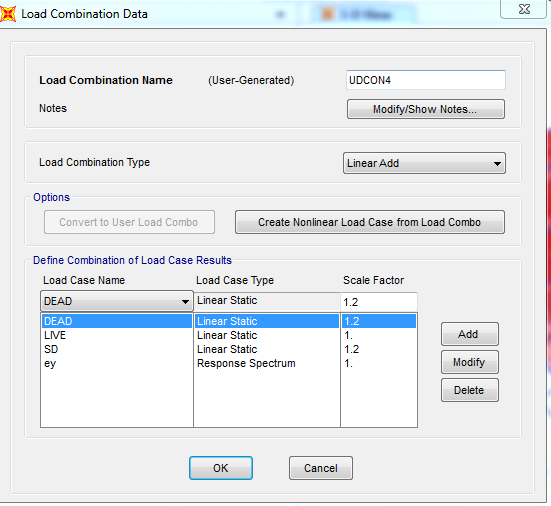 Load Combination Data
Load Combination Name (User-Generated) UDCON4
Notes Modify/Show Notes...
Load Combination Type Linear Add
Options
Convert to User Load Combo Create Nonlinear Load Case from Load Combo
Define Combination of Load Case Results
Load Case Name Load Case Type Scale Factor
DEAD Linear Static 1.2
DEAD Linear Static 1.2
LIVE Linear Static 1.
SD Linear Static 1.2
ey Response Spectrum 1.
Add
Modify
Delete
OK Cancel